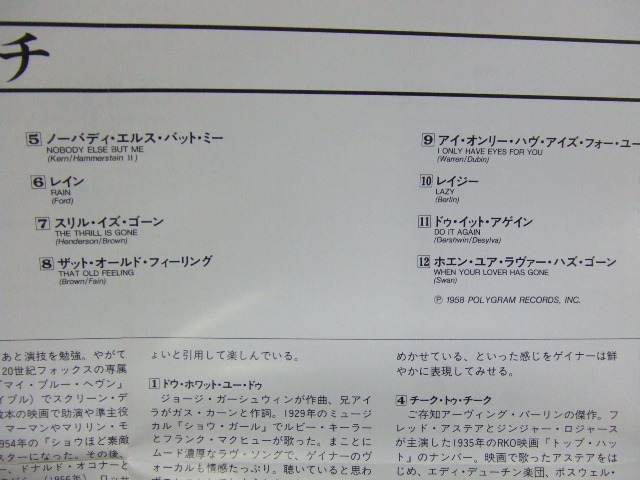 チ
5 ノーバディ・エルス・バット・ミー
NOBODY ELSE BUT ME
(Kern/Hammerstein II)
6 レイン
RAIN
(Ford)
7 スリル・イズ・ゴーン
THE THRILL IS GONE
(Henderson/Brown)
8 ザット・オールド・フィーリング
THAT OLD FEELING
(Brown/Fain)
9 アイ・オンリー・ハヴ・アイズ・フォー・ユー
I ONLY HAVE EYES FOR YOU
(Warren/Dubin)
10 レイジー
LAZY
(Berlin)
11 ドゥ・イット・アゲイン
DO IT AGAIN
(Gershwin/Desylva)
12 ホエン・ユア・ラヴァー・ハズ・ゴーン
WHEN YOUR LOVER HAS GONE
(Swan)
Ⓟ 1958 POLYGRAM RECORDS, INC.
あと演技を勉強。やがて
20世紀フォックスの専属
『マイ・ブルー・ヘヴン』
イブル)でスクリーン・デ
数本の映画で助演や準主役
マーマンやマリリン・モ
954年の『ショウほど素敵
スターになった。その後、
ー、ドナルド・オコナーと
ょいと引用して楽しんでいる。
1 ドゥ・ホワット・ユー・ドゥ
ジョージ・ガーシュウィンが作曲、兄アイ
ラがガス・カーンと作詞。1929年のミュージ
カル『ショウ・ガール』でルビー・キーラー
とフランク・マクヒューが歌った。まことに
ムード濃厚なラヴ・ソングで、ゲイナーのヴ
ォーカルも情感たっぷり。聴いていると思わ
めかせている、といった感じをゲイナーは鮮
やかに表現してみせる。
4 チーク・トゥ・チーク
ご存知アーヴィング・バーリンの傑作。フ
レッド・アステアとジンジャー・ロジャース
が主演した1935年のRKO映画『トップ・ハッ
ト』のナンバー。映画で歌ったアステアをは
じめ、エディ・デューチン楽団、ボスウェル・